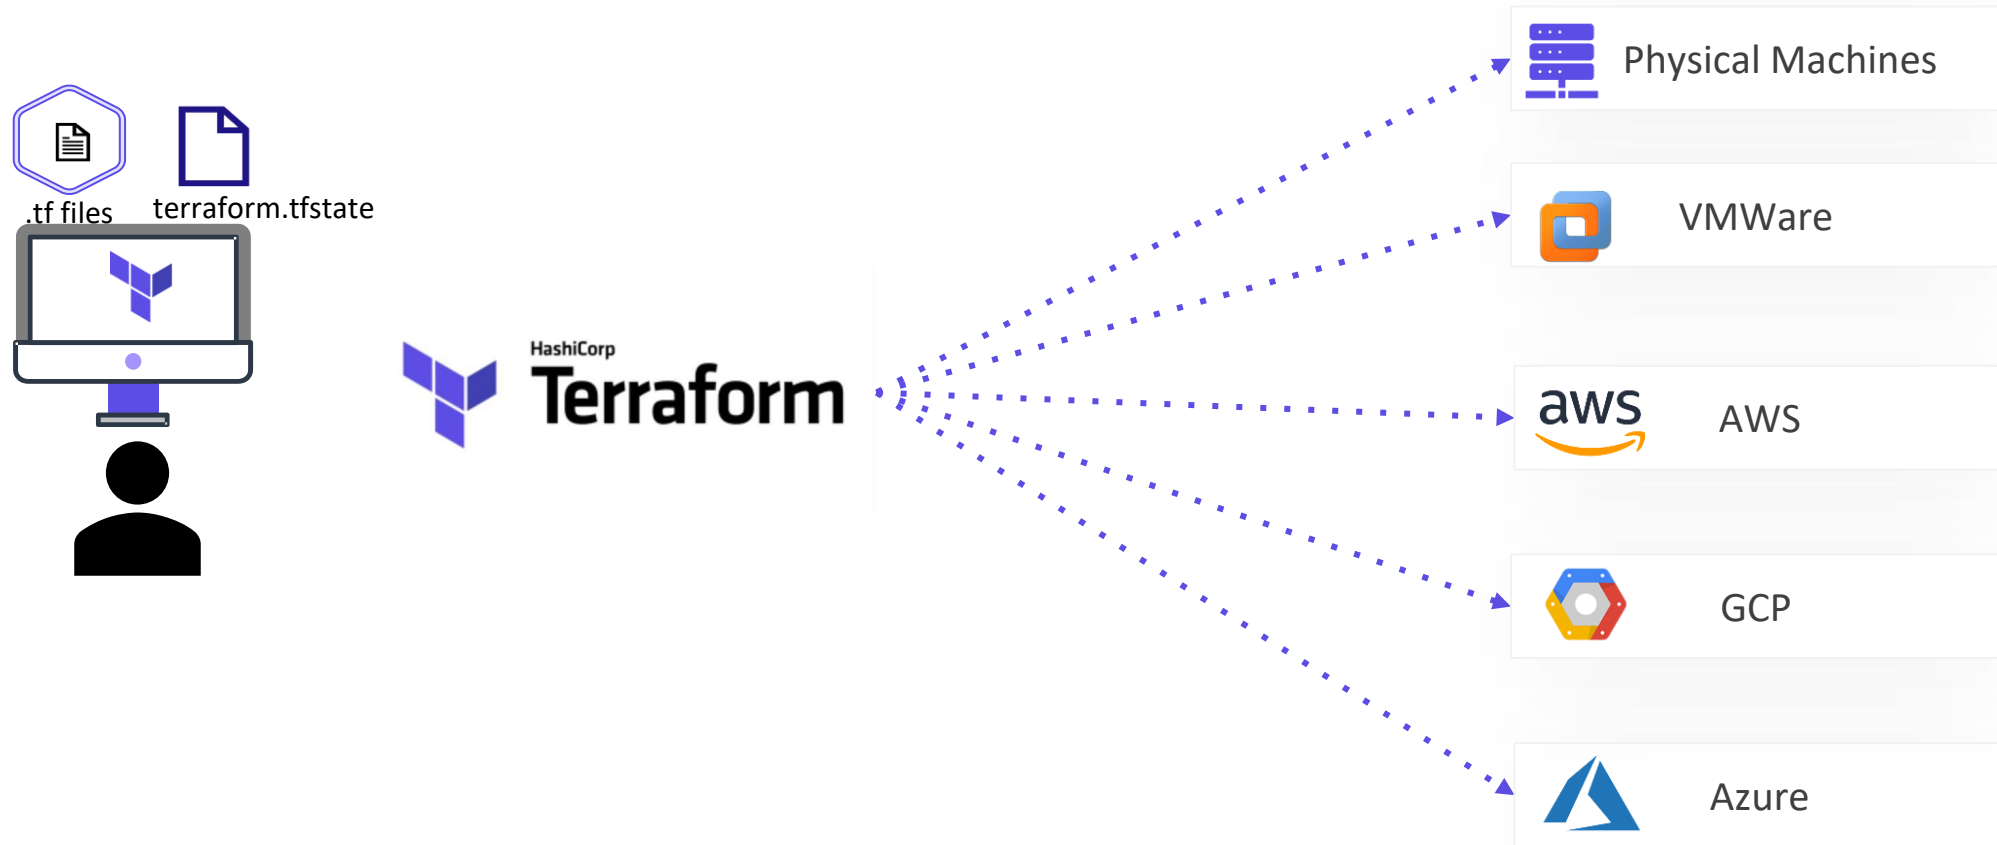 .tf files
terraform.tfstate
HashiCorp
Terraform
Physical Machines
VMWare
aws
AWS
GCP
Azure